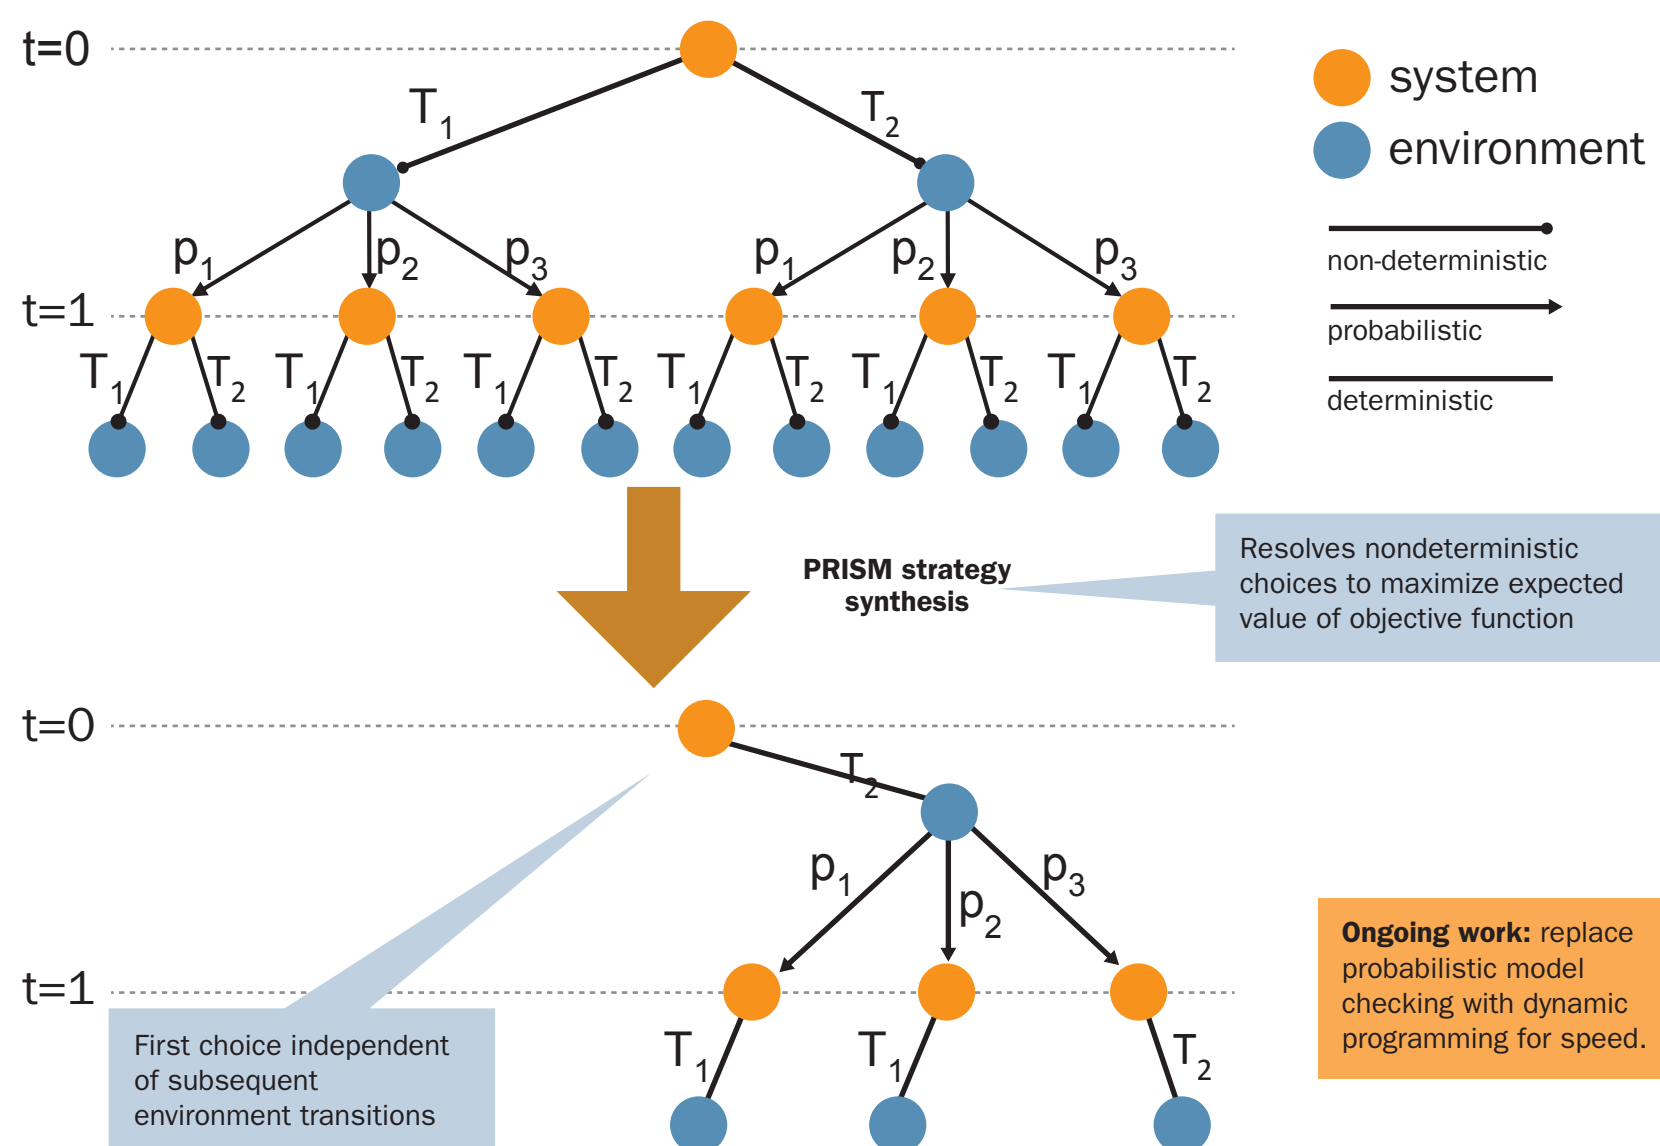 t=0
system
environment
T1
T2
non-deterministic
probabilistic
deterministic
p1 p2 p3 p1 p2 p3
t=1
T1 T2 T1 T2 T1 T2 T1 T2 T1 T2 T1 T2
PRISM strategy
synthesis
Resolves nondeterministic
choices to maximize expected
value of objective function
t=0
T2
p1
p2
p3
t=1
T1
T1
T2
First choice independent
of subsequent
environment transitions
Ongoing work: replace
probabilistic model
checking with dynamic
programming for speed.